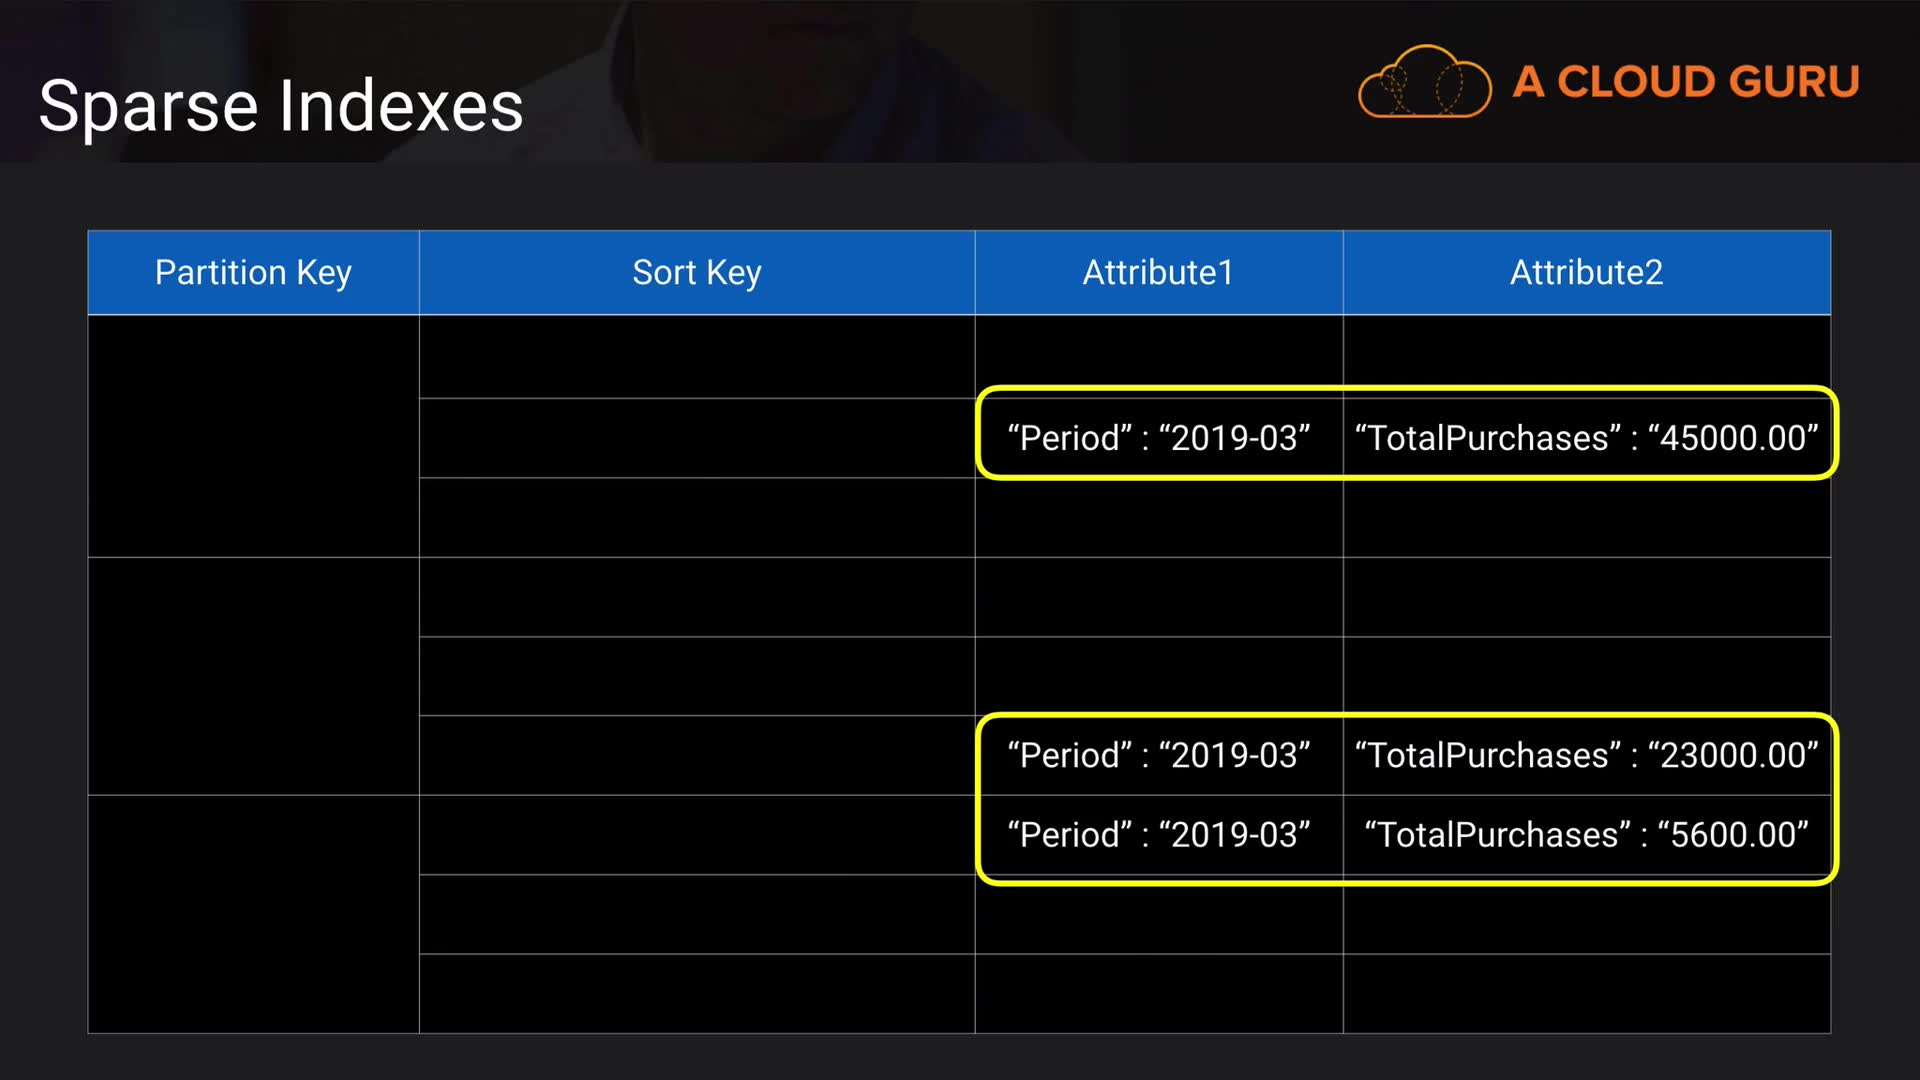 Sparse Indexes
A CLOUD GURU
Partition Key Sort Key Attribute1 Attribute2
“Period” : “2019-03” “TotalPurchases” : “45000.00”
“Period” : “2019-03” “TotalPurchases” : “23000.00”
“Period” : “2019-03” “TotalPurchases” : “5600.00”